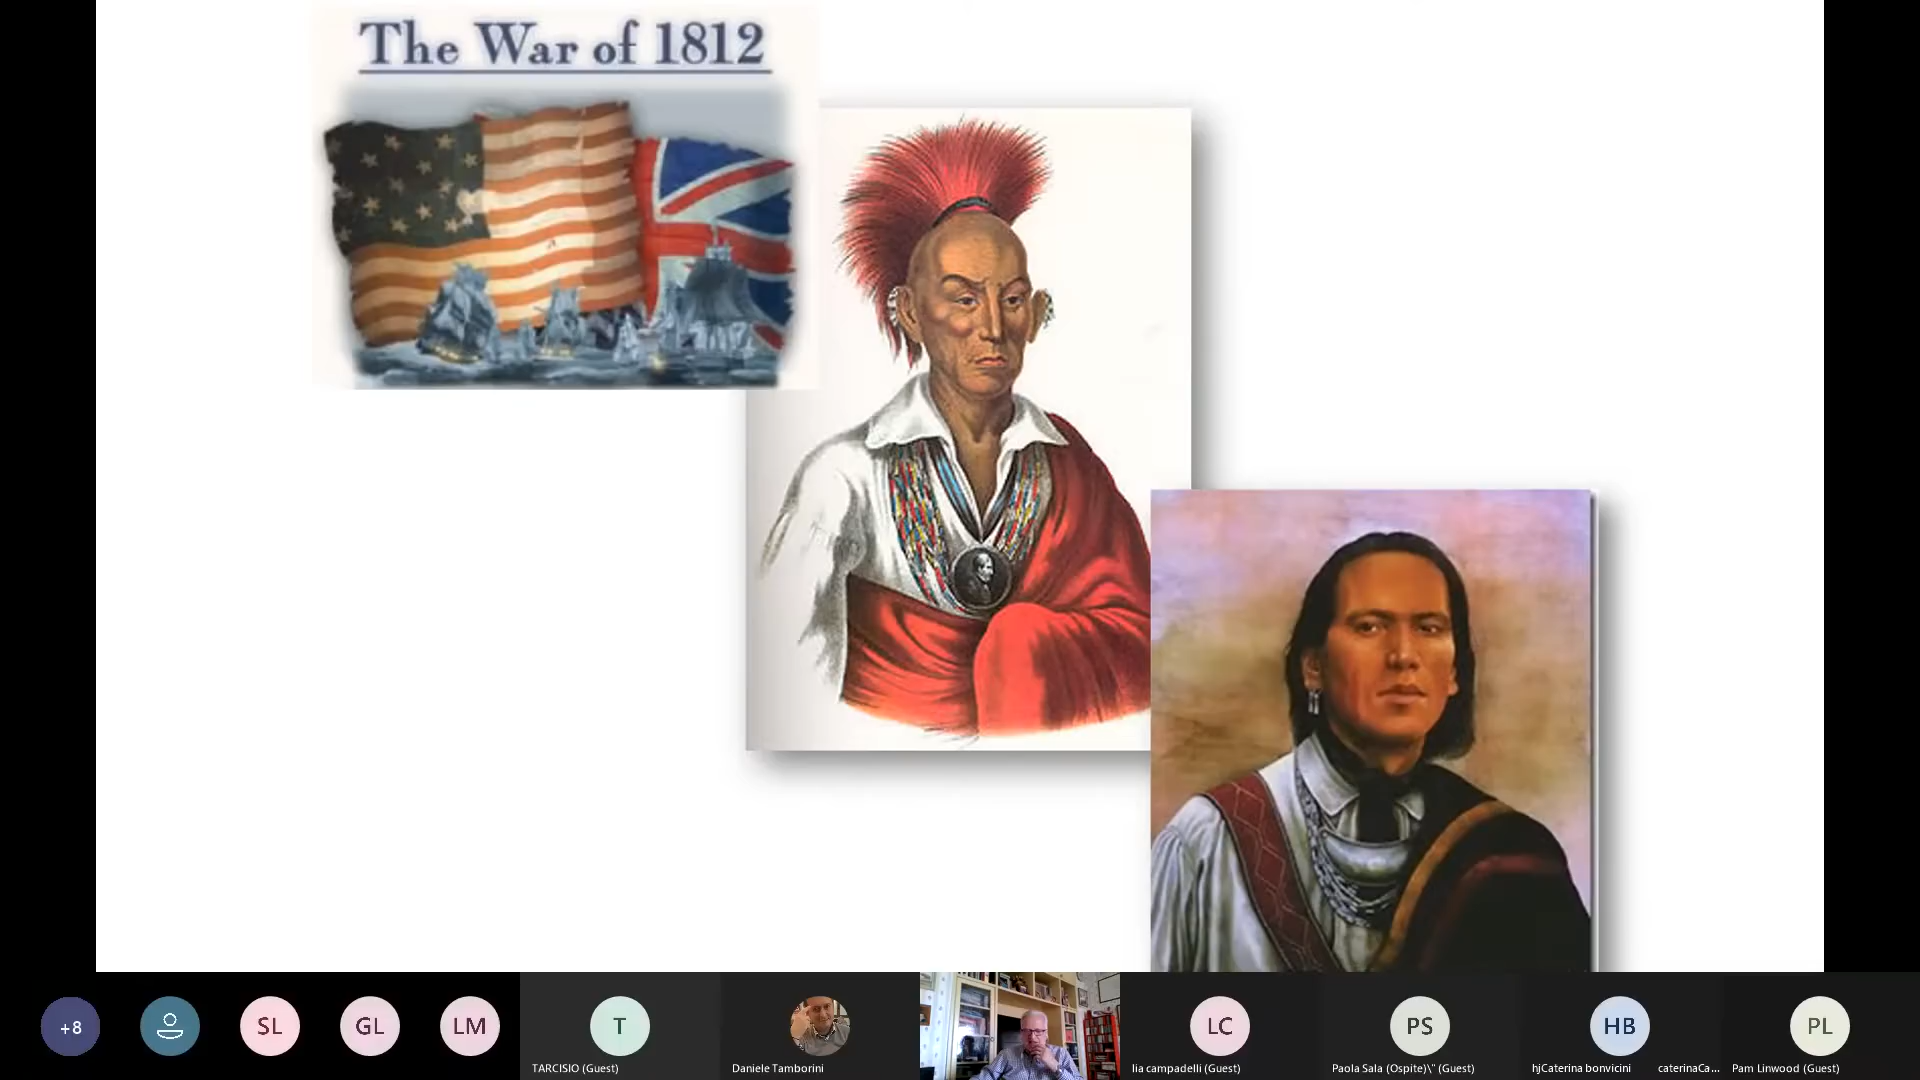 The War of 1812
+8
SL
GL
LM
T
LC
PS
HB
PL
TARCISIO (Guest)
Daniele Tamborini
lia campadelli (Guest)
Paola Sala (Ospite)\" (Guest)
hjCaterina bonvicini
caterinaCa...
Pam Linwood (Guest)